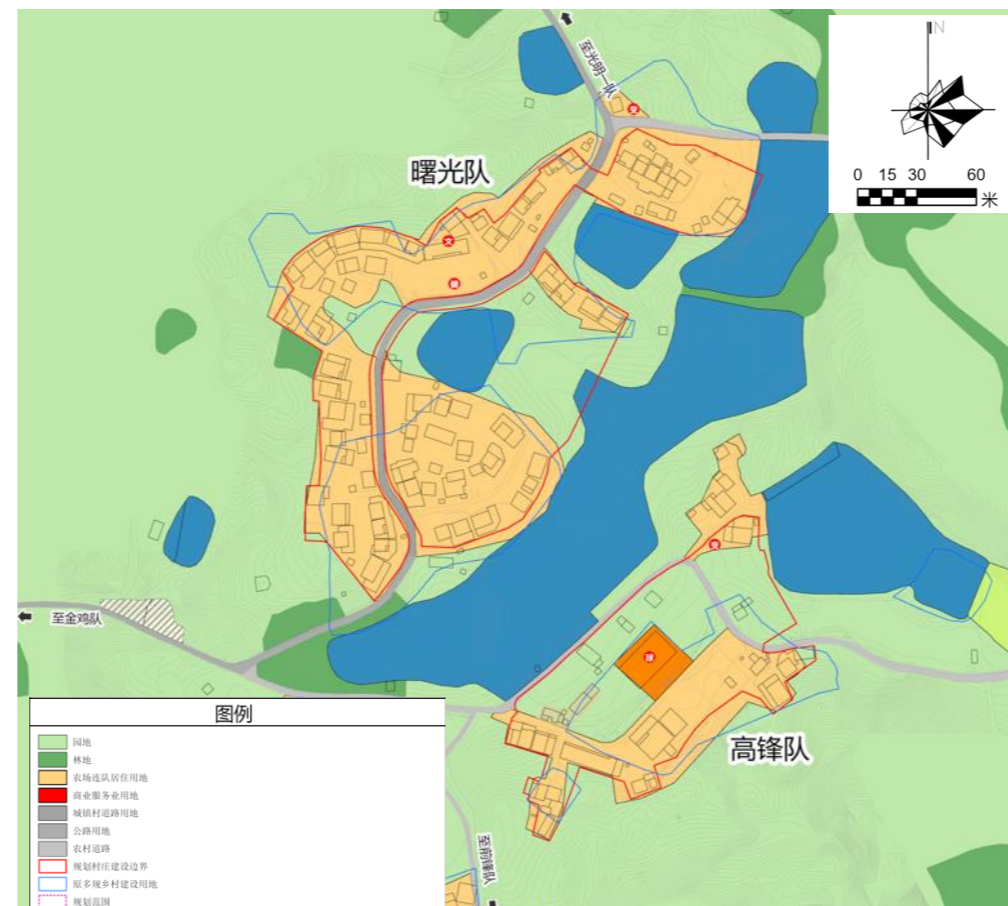 N
0 15 30 60
米
至光明一队
曙光队
文
至金鸡队
球
高锋队
至前锋队
图例
园地
林地
农场连队居住用地
商业服务业用地
城镇村道路用地
公路用地
农村道路
规划村庄建设边界
原多规乡村建设用地
规划范围